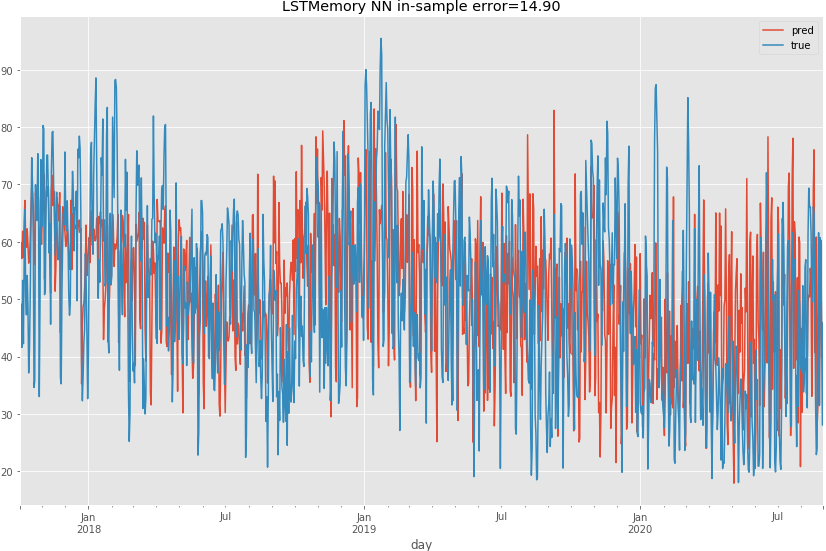 LSTMemory NN in-sample error=14.90
pred
true
90
80
70
60
50
40
30
20
Jan
2018
Jul
Jan
2019
Jul
Jan
2020
Jul
day